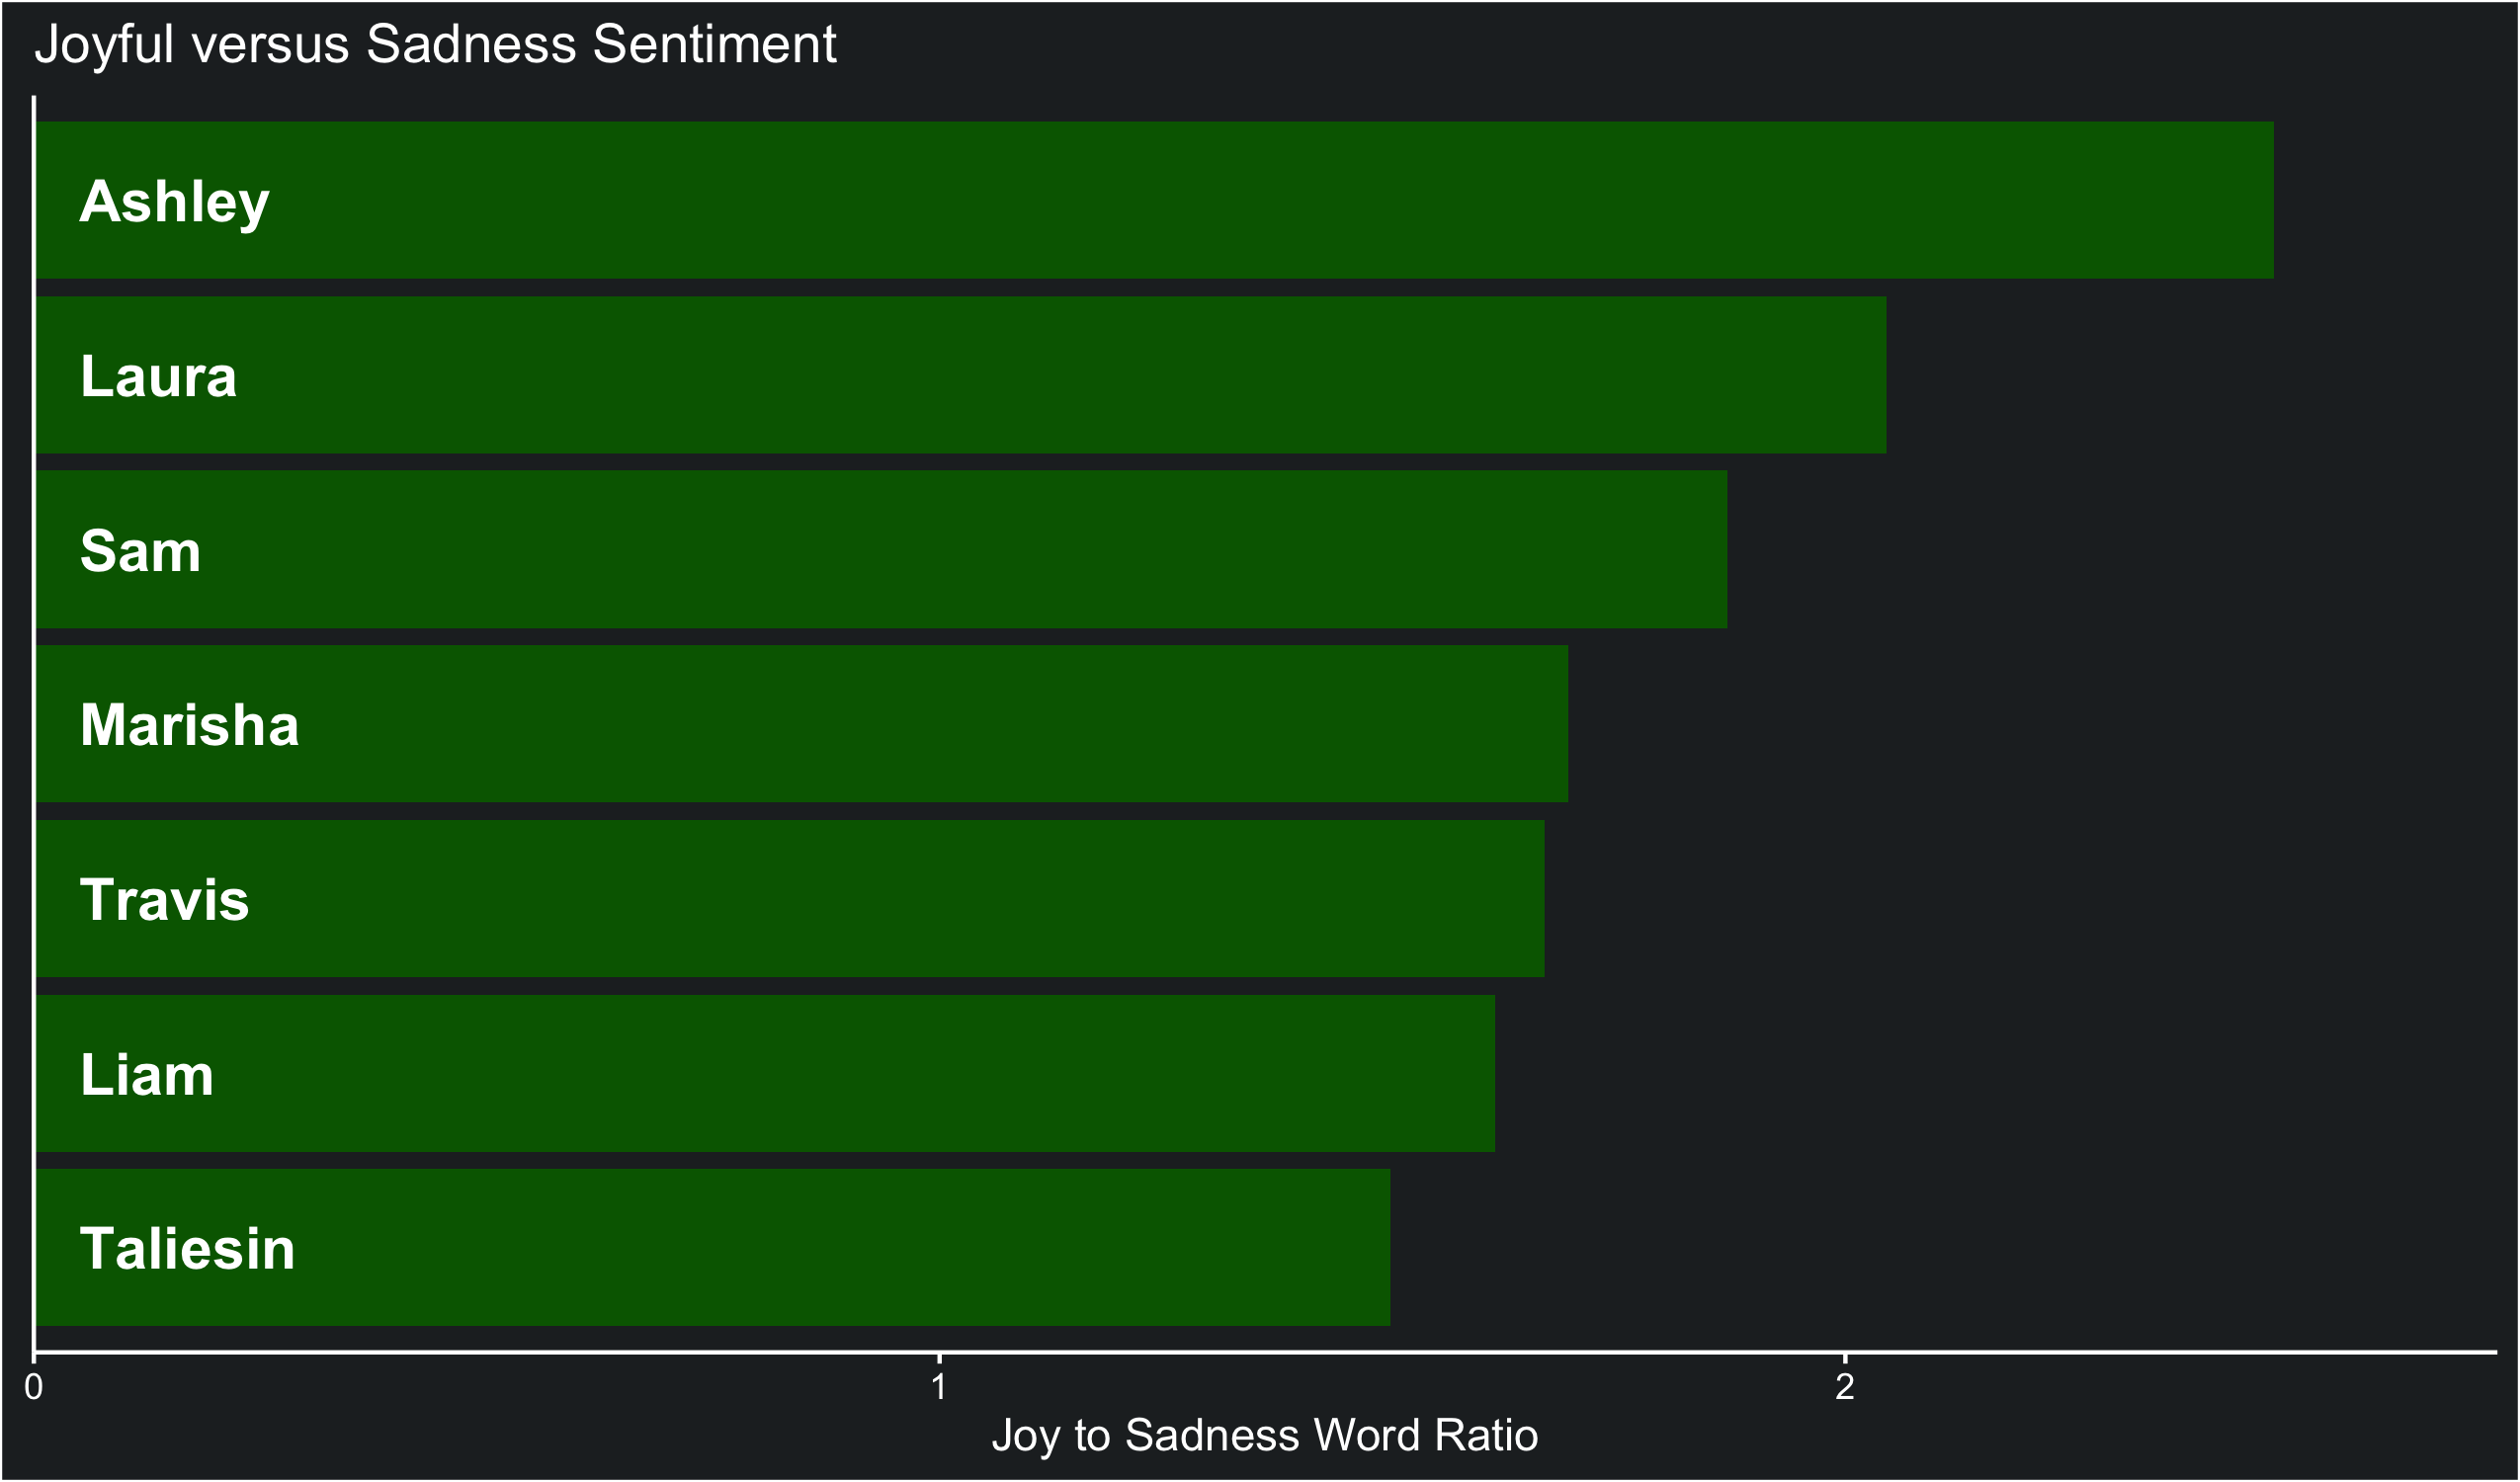 Joyful versus Sadness Sentiment
Ashley
Laura
Sam
Marisha
Travis
Liam
Taliesin
0 1 2
Joy to Sadness Word Ratio